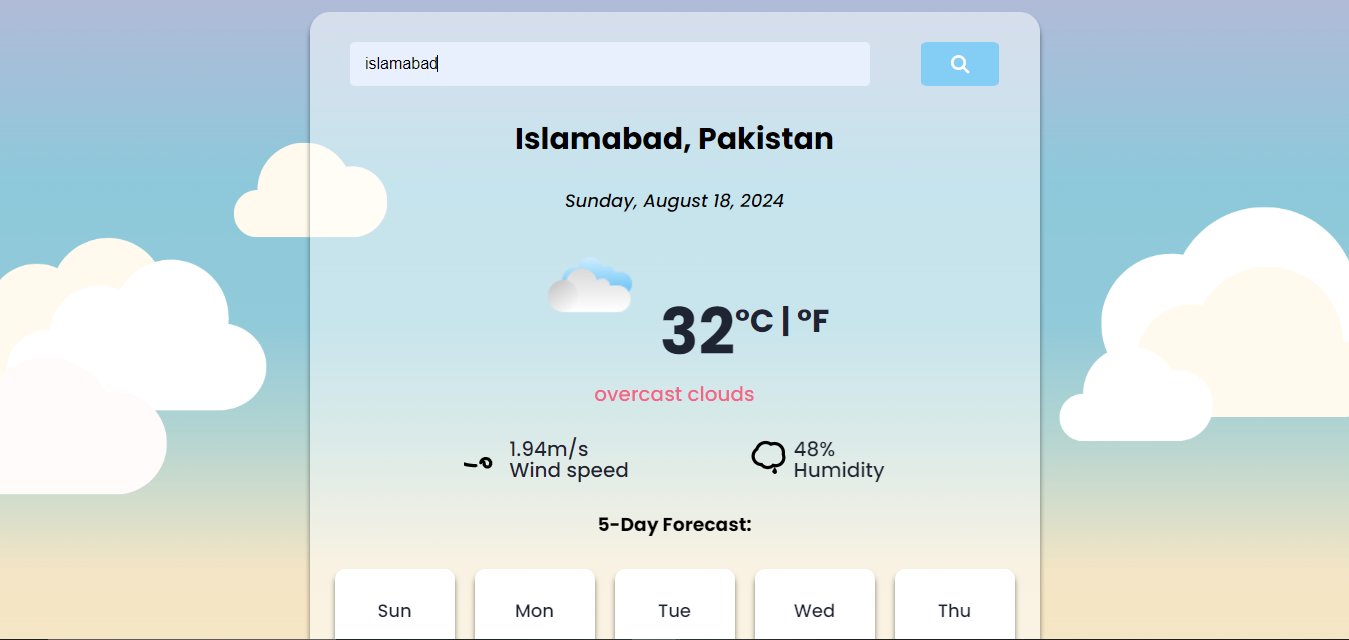 islamabad
Islamabad, Pakistan
Sunday, August 18, 2024
32°C | °F
overcast clouds
1.94m/s
Wind speed
48%
Humidity
5-Day Forecast:
Sun Mon Tue Wed Thu